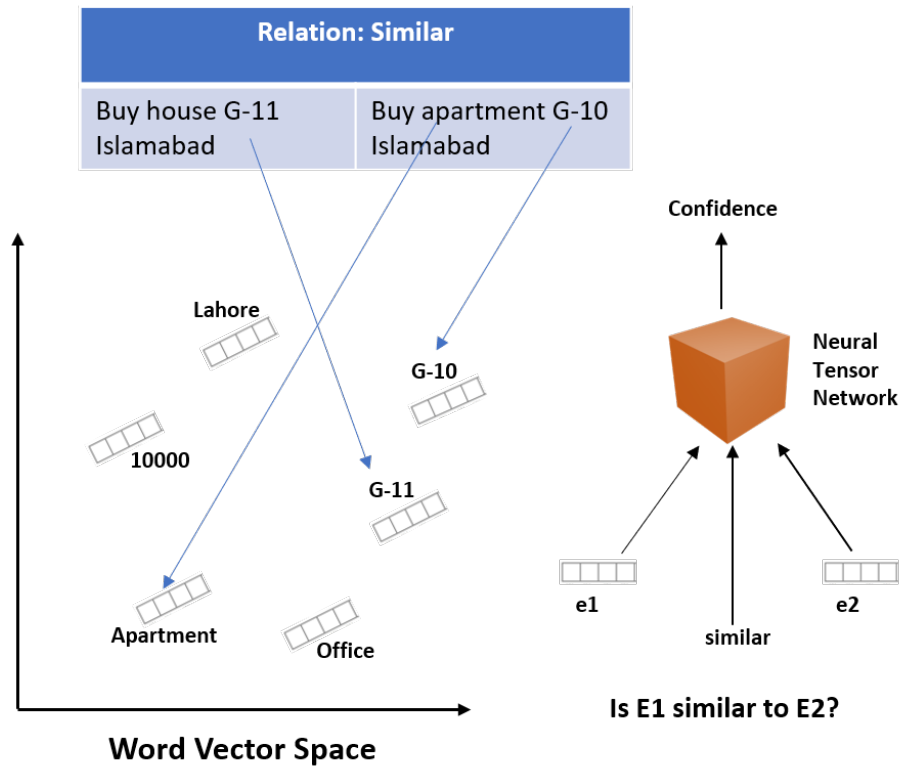 Relation: Similar
Buy house G-11
Islamabad
Buy apartment G-10
Islamabad
Confidence
Lahore
Neural
Tensor
Network
G-10
10000
G-11
e1
e2
Apartment
Office
similar
Is E1 similar to E2?
Word Vector Space